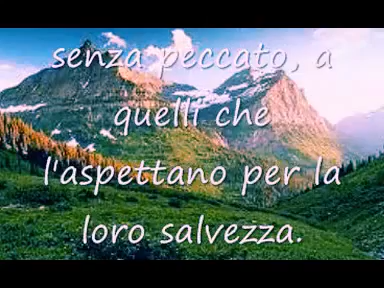 senza peccato, a
quelli che
l'aspettano per la
loro salvezza.